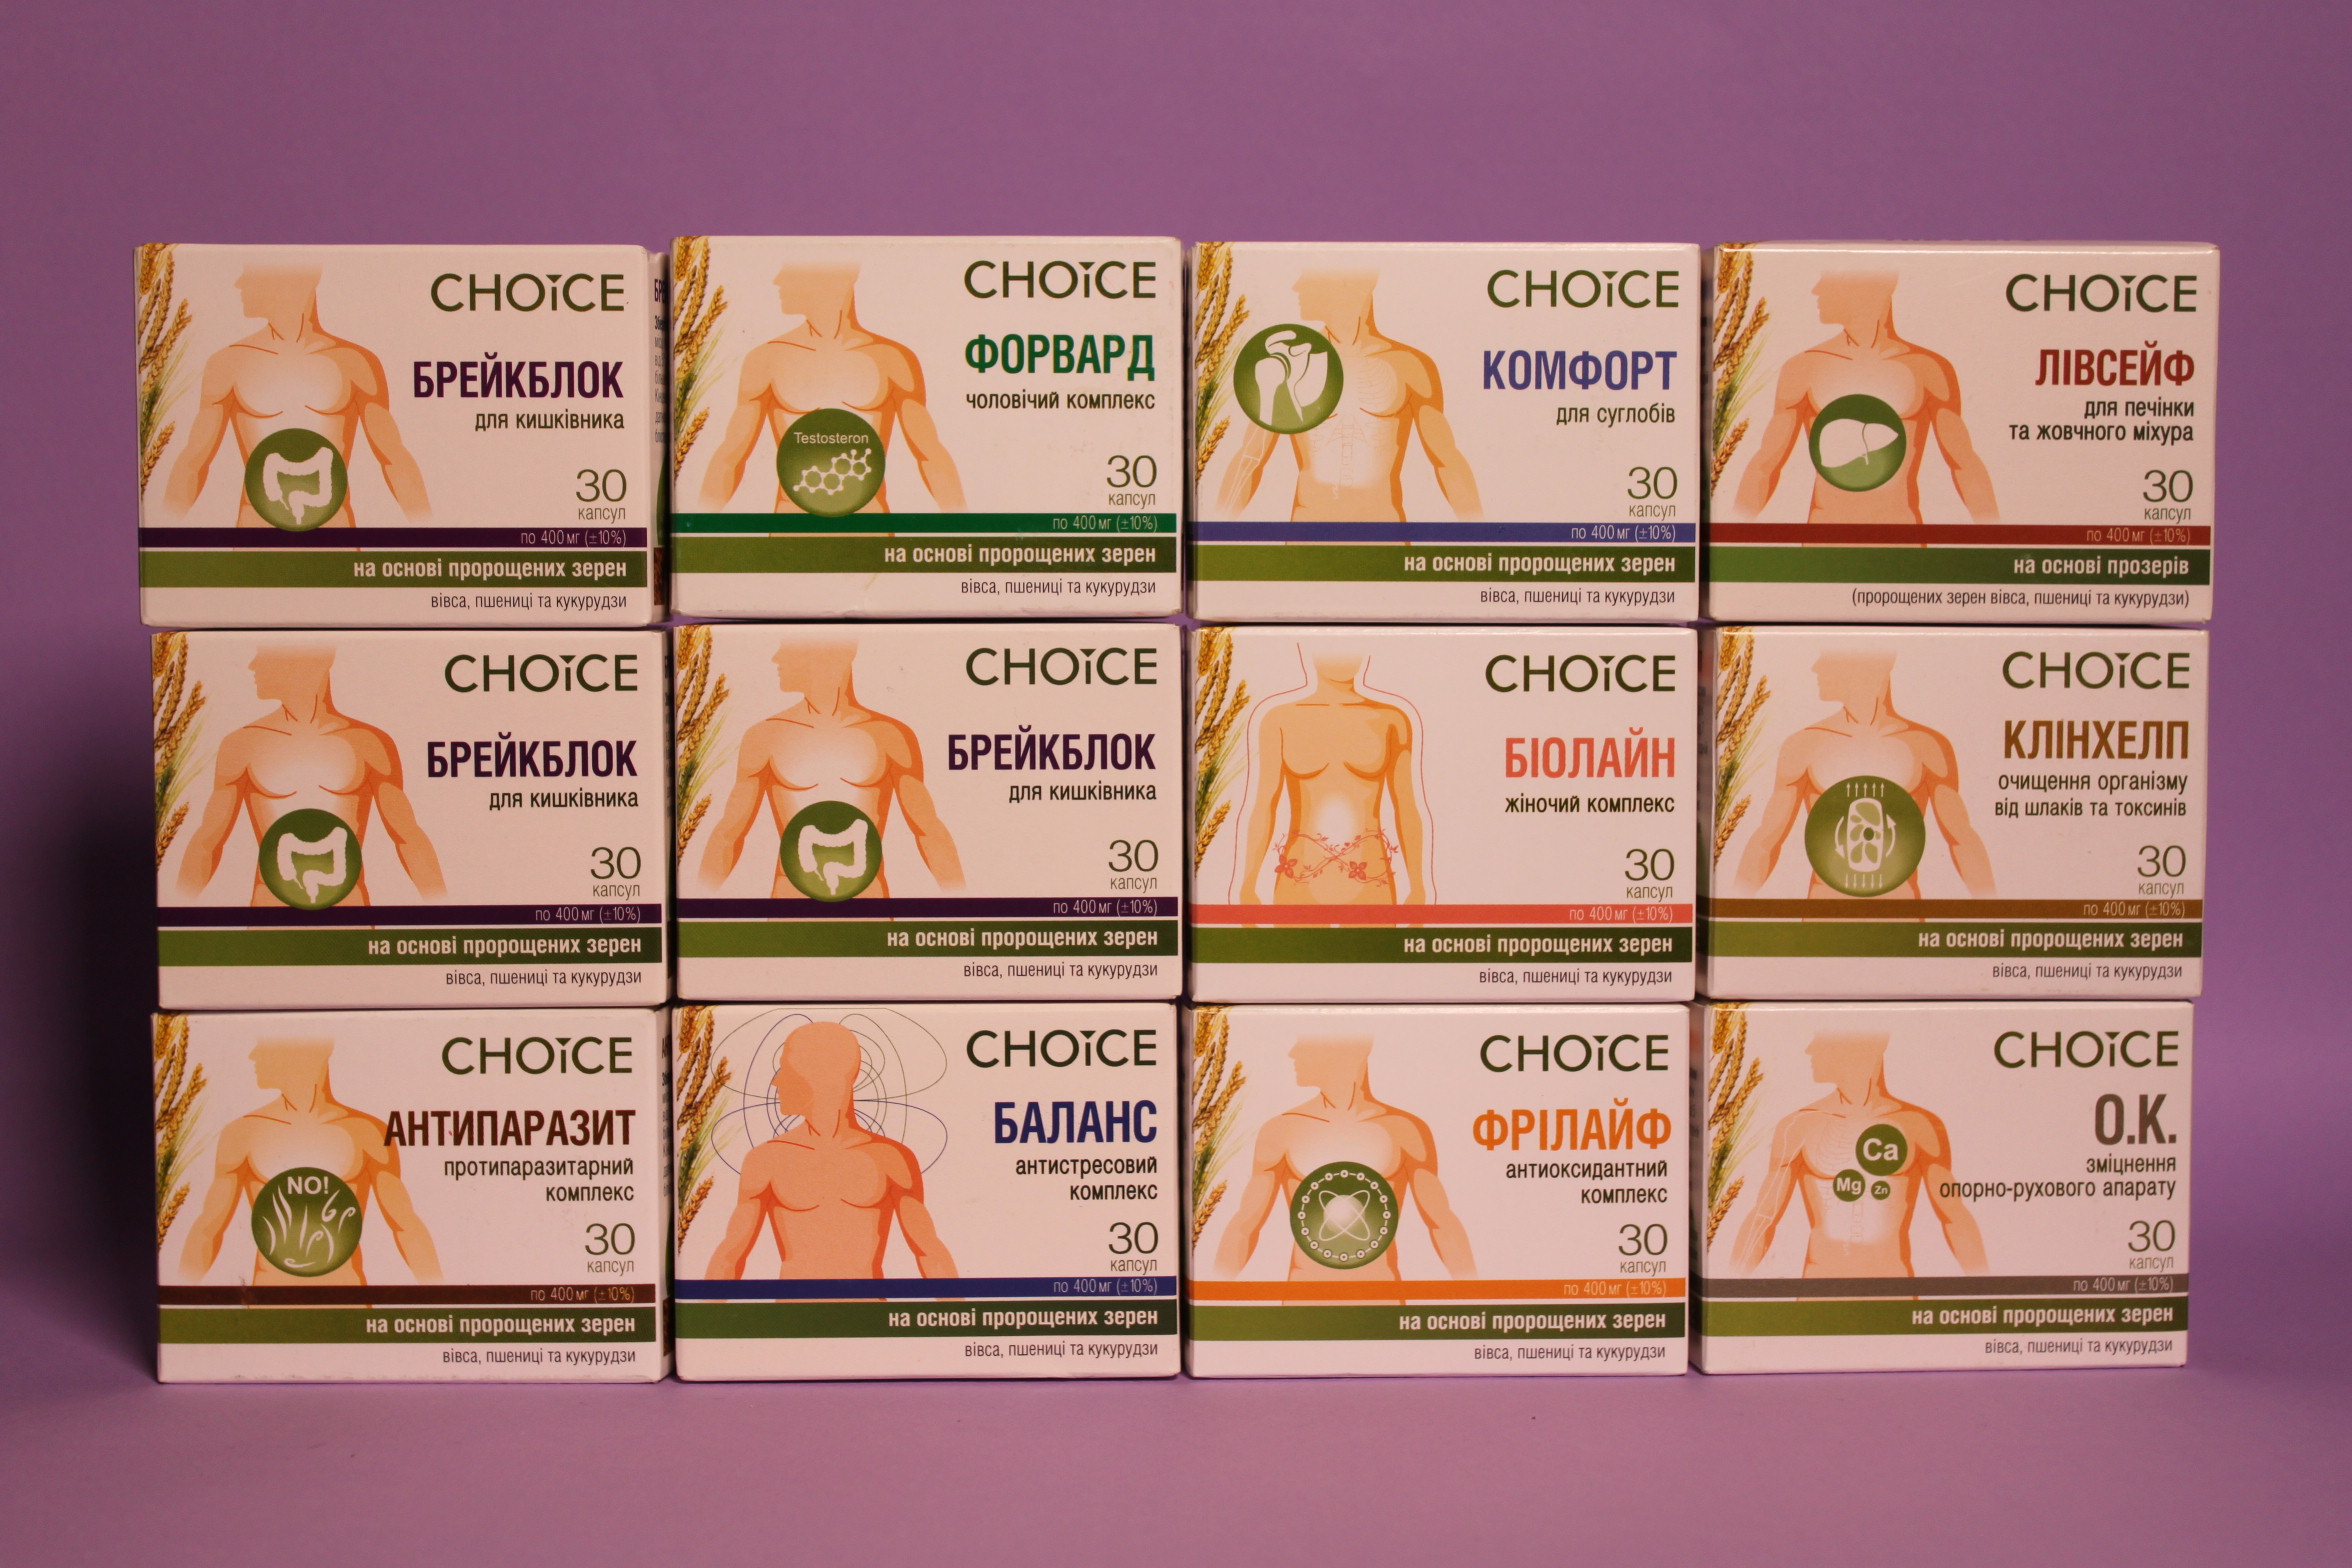 CHOiCE
БРЕЙКБЛОК
для кишківника
30
капсул
по 400 мг (±10%)
на основі пророщених зерен
вівса, пшениці та кукурудзи
CHOiCE
ФОРВАРД
чоловічий комплекс
Testosteron
30
капсул
по 400 мг (±10%)
на основі пророщених зерен
вівса, пшениці та кукурудзи
CHOiCE
КОМФОРТ
для суглобів
30
капсул
по 400 мг (±10%)
на основі пророщених зерен
вівса, пшениці та кукурудзи
CHOiCE
ЛІВСЕЙФ
для печінки
та жовчного міхура
30
капсул
по 400 мг (±10%)
на основі прозерів
(пророщених зерен вівса, пшениці та кукурудзи)
CHOiCE
БРЕЙКБЛОК
для кишківника
30
капсул
по 400 мг (±10%)
на основі пророщених зерен
вівса, пшениці та кукурудзи
CHOiCE
БРЕЙКБЛОК
для кишківника
30
капсул
по 400 мг (±10%)
на основі пророщених зерен
вівса, пшениці та кукурудзи
CHOiCE
БІОЛАЙН
жіночий комплекс
30
капсул
по 400 мг (±10%)
на основі пророщених зерен
вівса, пшениці та кукурудзи
CHOiCE
КЛІНХЕЛП
очищення організму
від шлаків та токсинів
30
капсул
по 400 мг (±10%)
на основі пророщених зерен
вівса, пшениці та кукурудзи
CHOiCE
АНТИПАРАЗИТ
протипаразитарний
комплекс
NO!
30
капсул
по 400 мг (±10%)
на основі пророщених зерен
вівса, пшениці та кукурудзи
CHOiCE
БАЛАНС
антистресовий
комплекс
30
капсул
по 400 мг (±10%)
на основі пророщених зерен
вівса, пшениці та кукурудзи
CHOiCE
ФРІЛАЙФ
антиоксидантний
комплекс
30
капсул
по 400 мг (±10%)
на основі пророщених зерен
вівса, пшениці та кукурудзи
CHOiCE
О.К.
зміцнення
опорно-рухового апарату
Ca
Mg
Zn
30
капсул
по 400 мг (±10%)
на основі пророщених зерен
вівса, пшениці та кукурудзи